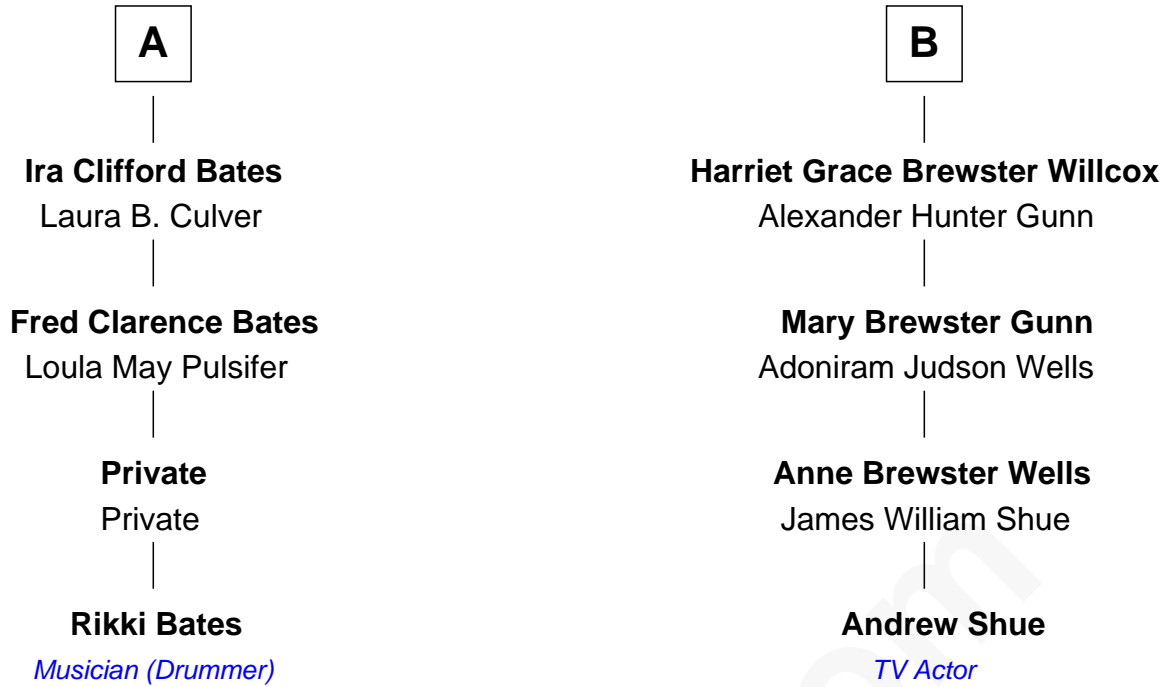 A
Ira Clifford Bates
Laura B. Culver
Fred Clarence Bates
Loula May Pulsifer
Private
Private
Rikki Bates
Musician (Drummer)
B
Harriet Grace Brewster Willcox
Alexander Hunter Gunn
Mary Brewster Gunn
Adoniram Judson Wells
Anne Brewster Wells
James William Shue
Andrew Shue
TV Actor